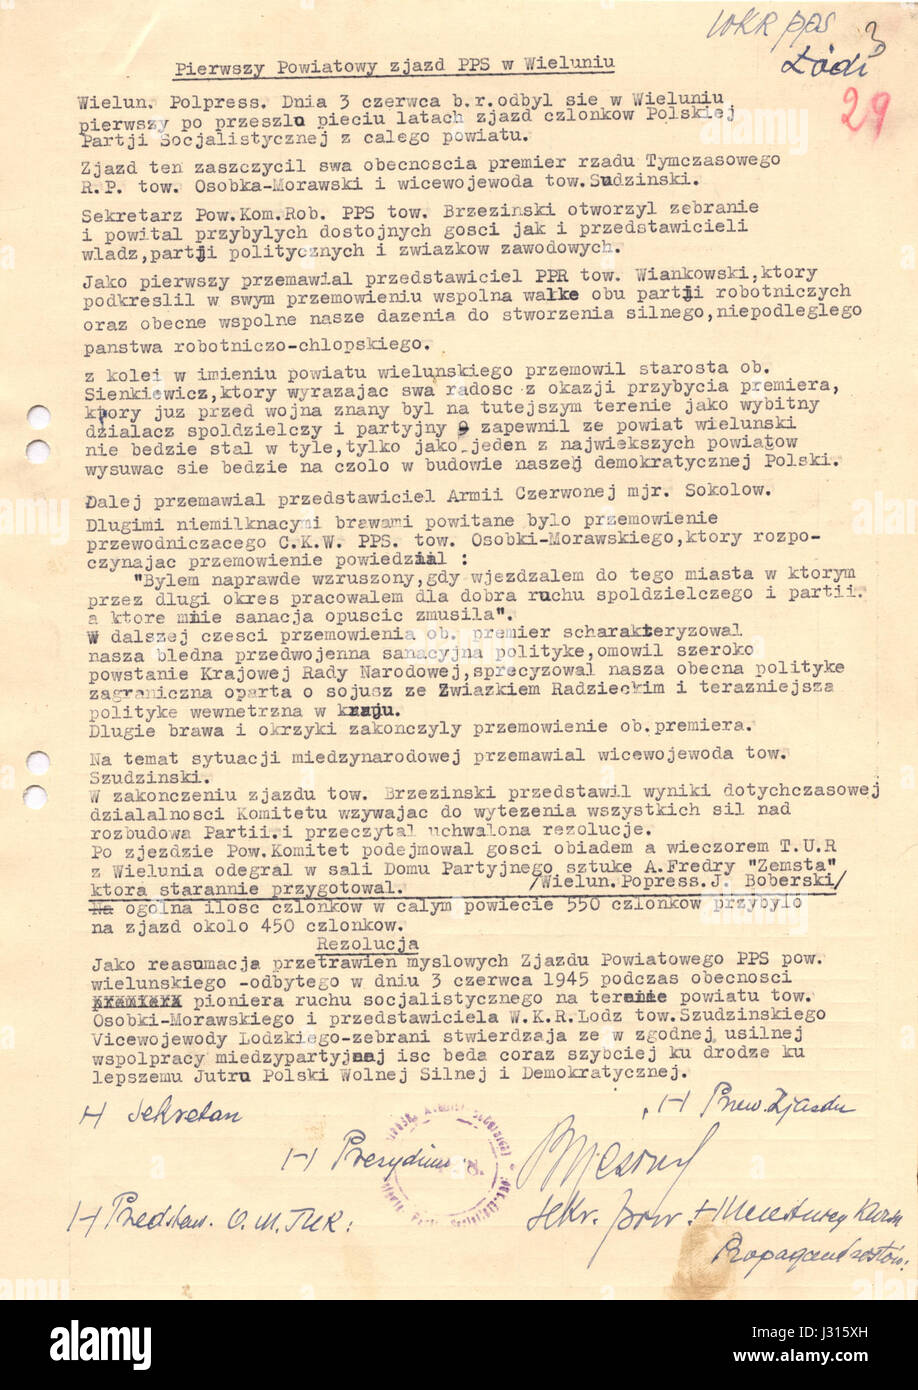 WKR PPS
Łódź
3
29
Pierwszy Powiatowy zjazd PPS w Wieluniu
Wielun. Polpress. Dnia 3 czerwca b.r.odbyl sie w Wieluniu
pierwszy po przeszlo pieciu latach zjazd czlonkow Polskiej
Partji Socjalistycznej z calego powiatu.
Zjazd ten zaszczycil swa obecnoscia premier rzadu Tymczasowego
R.P. tow. Osobka-Morawski i wicewojewoda tow.Sudzinski.
Sekretarz Pow.Kom.Rob. PPS tow. Brzezinski otworzyl zebranie
i powital przybylych dostojnych gosci jak i przedstawicieli
wladz,partji politycznych i zwiazkow zawodowych.
Jako pierwszy przemawial przedstawiciel PPR tow. Wiankowski,ktory
podkreslil w swym przemowieniu wspolna walke obu partji robotniczych
oraz obecne wspolne nasze dazenia do stworzenia silnego,niepodleglego
panstwa robotniczo-chlopskiego.
z kolei w imieniu powiatu wielunskiego przemowil starosta ob.
Sienkiewicz,ktory wyrazajac swa radosc z okazji przybycia premiera,
ktory juz przed wojna znany byl na tutejszym terenie jako wybitny
dzialacz spoldzielczy i partyjny zapewnil ze powiat wielunski
nie bedzie stal w tyle,tylko jako jeden z najwiekszych powiatow
wysuwac sie bedzie na czolo w budowie naszej demokratycznej Polski.
Dalej przemawial przedstawiciel Armii Czerwonej mjr. Sokolow.
Dlugimi niemilknacymi brawami powitane bylo przemowienie
przewodniczacego C.K.W. PPS. tow. Osobki-Morawskiego,ktory rozpo-
czynajac przemowienie powiedzial :
"Bylem naprawde wzruszony,gdy wjezdzalem do tego miasta w ktorym
przez dlugi okres pracowalem dla dobra ruchu spoldzielczego i partii.
a ktore mnie sanacja opuscic zmusila".
W dalszej czesci przemowienia ob. premier scharakteryzowal
nasza bledna przedwojenna sanacyjna polityke,omowil szeroko
powstanie Krajowej Rady Narodowej,sprecyzowal nasza obecna polityke
zagraniczna oparta o sojusz ze Zwiazkiem Radzieckim i terazniejsza
polityke wewnetrzna w kraju.
Dlugie brawa i okrzyki zakonczyly przemowienie ob.premiera.
Na temat sytuacji miedzynarodowej przemawial wicewojewoda tow.
Szudzinski.
W zakonczeniu zjazdu tow. Brzezinski przedstawil wyniki dotychczasowej
dzialalnosci Komitetu wzywajac do wytezenia wszystkich sil nad
rozbudowa Partii.i przeczytal uchwalona rezolucje.
Po zjezdzie Pow.Komitet podejmowal gosci obiadem a wieczorem T.U.R
z Wielunia odegral w sali Domu Partyjnego sztuke A.Fredry "Zemsta"
ktora starannie przygotowal. /Wielun.Popress.J. Boberski/
Na ogolna ilosc czlonkow w calym powiecie 550 czlonkow przybylo
na zjazd okolo 450 czlonkow.
Rezolucja
Jako reasumacja przetrawien myslowych Zjazdu Powiatowego PPS pow.
wielunskiego -odbytego w dniu 3 czerwca 1945 podczas obecnosci
premiera pioniera ruchu socjalistycznego na terenie powiatu tow.
Osobki-Morawskiego i przedstawiciela W.K.R.Lodz tow.Szudzinskiego
Vicewojewody Lodzkiego-zebrani stwierdzaja ze w zgodnej usilnej
wspolpracy miedzypartyjnej isc beda coraz szybciej ku drodze ku
lepszemu Jutru Polski Wolnej Silnej i Demokratycznej.
H Sekretarz
H Przew. Zjazdu
H Prezydium
H Predstaw. O.M.TUR.
sekr. pow.
Propagandzistów.
alamy
Image ID: J315XH
www.alamy.com